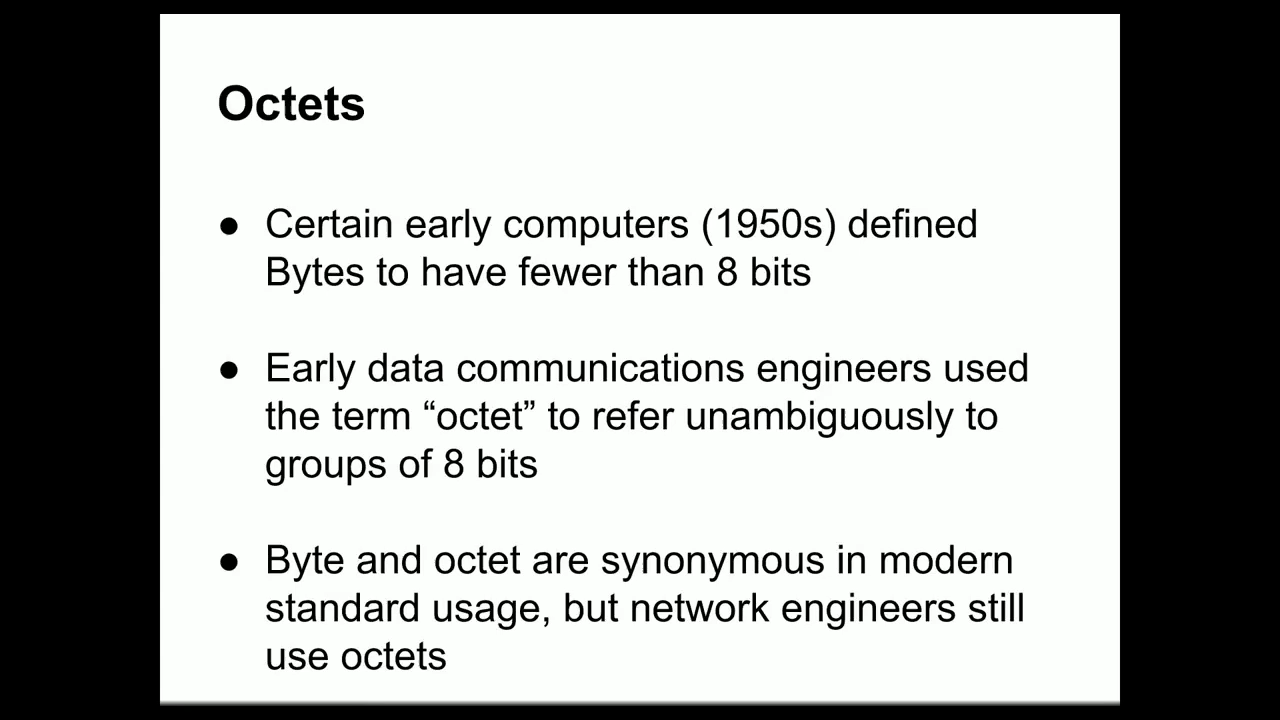 Octets
● Certain early computers (1950s) defined
Bytes to have fewer than 8 bits
● Early data communications engineers used
the term “octet” to refer unambiguously to
groups of 8 bits
● Byte and octet are synonymous in modern
standard usage, but network engineers still
use octets